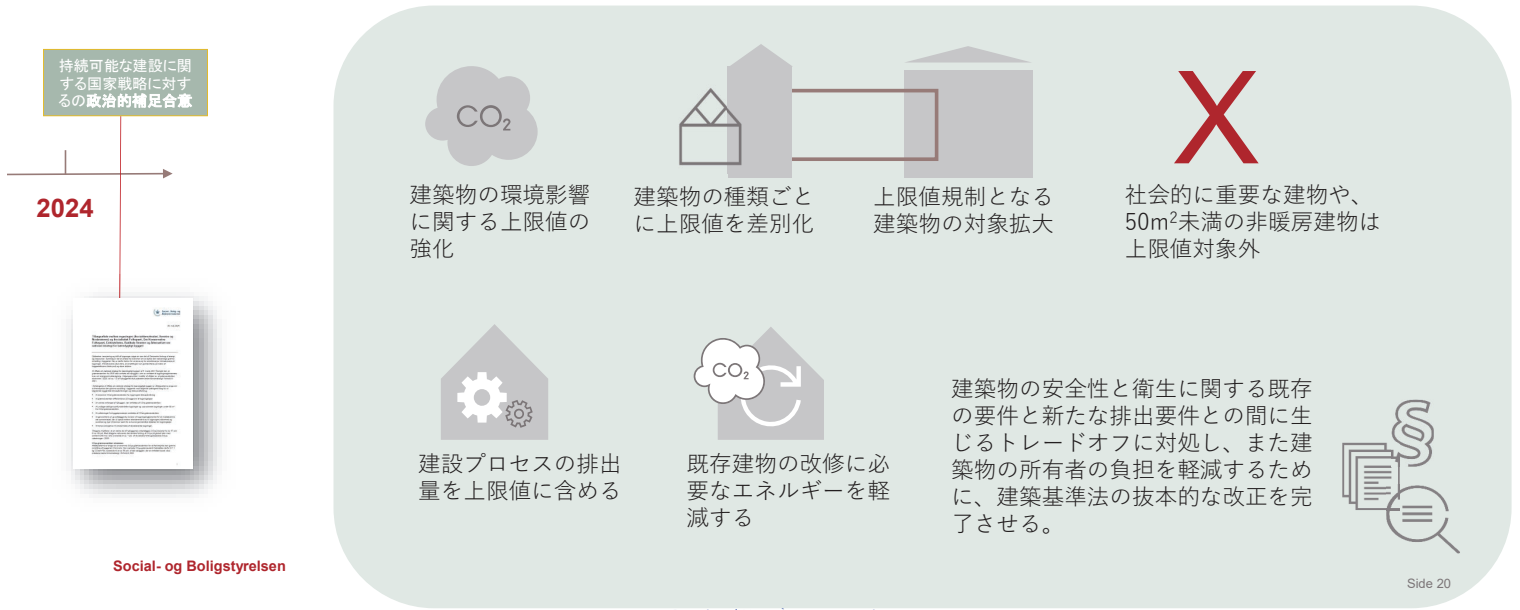 持続可能な建設に関
する国家戦略に対す
るの政治的補足合意
2024
Social- og Boligstyrelsen
CO2
建築物の環境影響
に関する上限値の
強化
建築物の種類ごと
に上限値を差別化
上限値規制となる
建築物の対象拡大
X
社会的に重要な建物や、
50m²未満の非暖房建物は
上限値対象外
建設プロセスの排出
量を上限値に含める
CO2
既存建物の改修に必
要なエネルギーを軽
減する
建築物の安全性と衛生に関する既存
の要件と新たな排出要件との間に生
じるトレードオフに対処し、また建
築物の所有者の負担を軽減するため
に、建築基準法の抜本的な改正を完
了させる。
§
Side 20